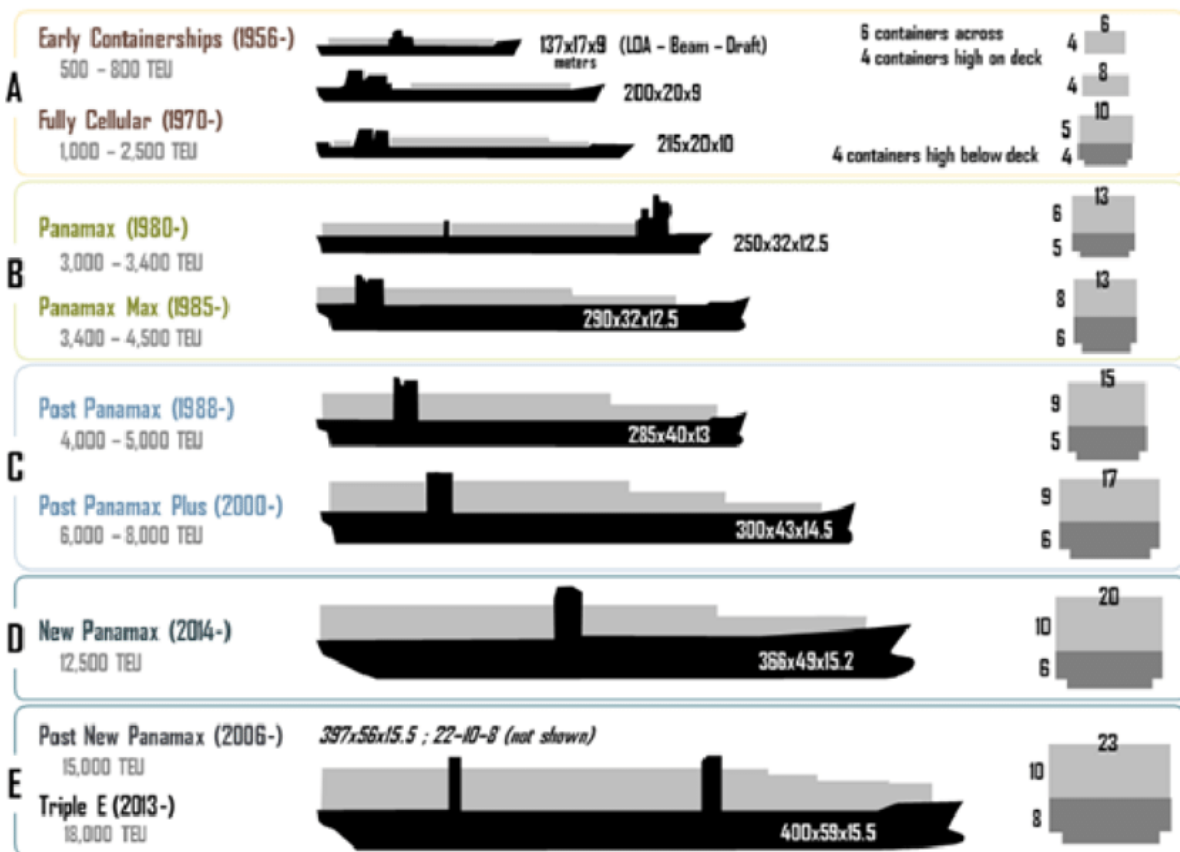 A
Early Containerships (1956-)
500 – 800 TEU
137x17x9 (LOA – Beam – Draft)
meters
200x20x9
6 containers across
4 containers high on deck
6
4
8
4
Fully Cellular (1970-)
1,000 – 2,500 TEU
215x20x10
4 containers high below deck
10
5
4
B
Panamax (1980-)
3,000 – 3,400 TEU
250x32x12.5
13
6
5
Panamax Max (1985-)
3,400 – 4,500 TEU
290x32x12.5
13
8
6
C
Post Panamax (1988-)
4,000 – 5,000 TEU
285x40x13
15
9
5
Post Panamax Plus (2000-)
6,000 – 8,000 TEU
300x43x14.5
17
9
6
D
New Panamax (2014-)
12,500 TEU
366x49x15.2
20
10
6
E
Post New Panamax (2006-)
15,000 TEU
397x56x15.5 ; 22-10-8 (not shown)
Triple E (2013-)
18,000 TEU
400x59x15.5
23
10
8